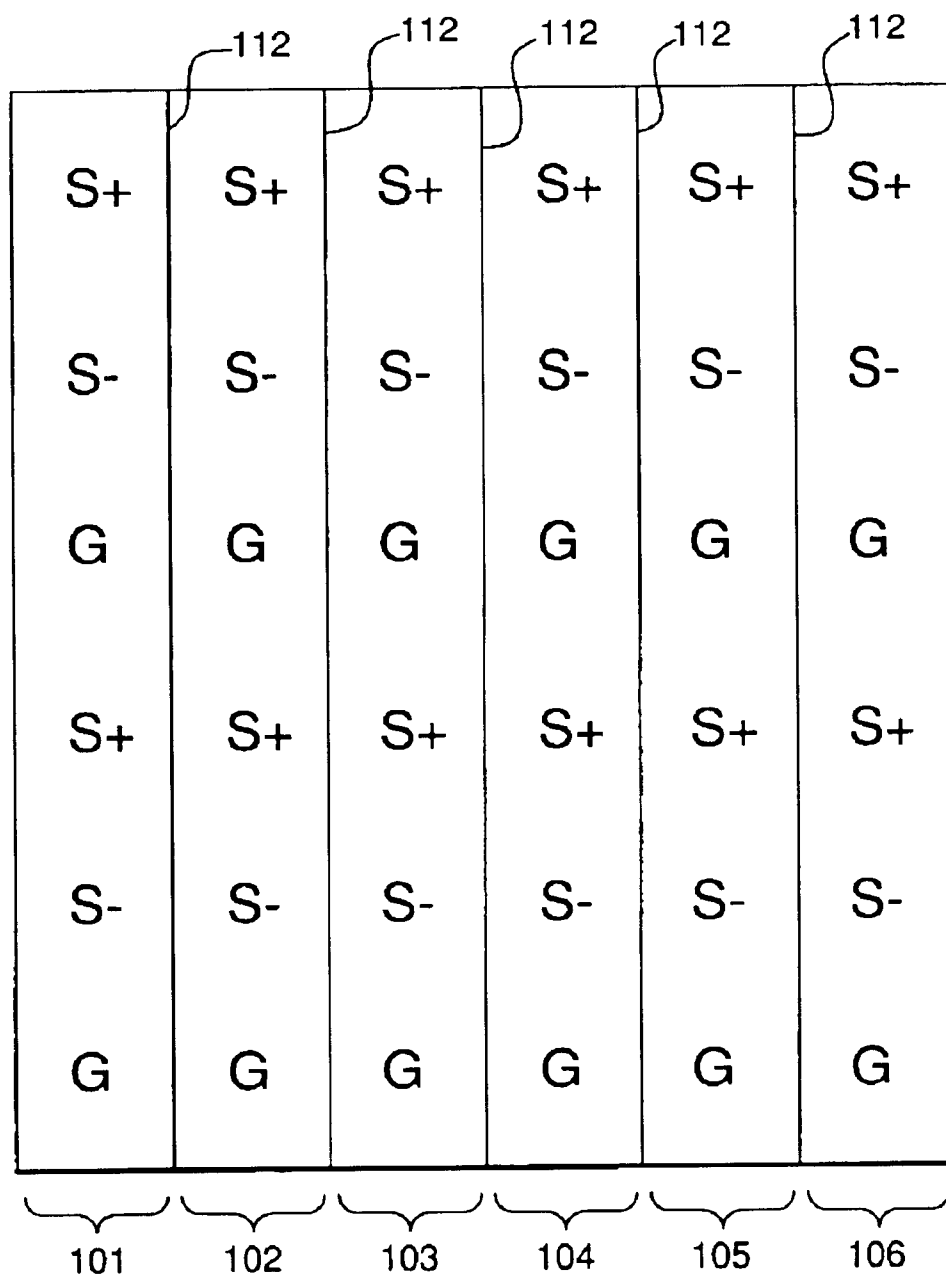 112 112 112 112 112
S+ S+ S+ S+ S+ S+
S- S- S- S- S- S-
G G G G G G
S+ S+ S+ S+ S+ S+
S- S- S- S- S- S-
G G G G G G
101 102 103 104 105 106